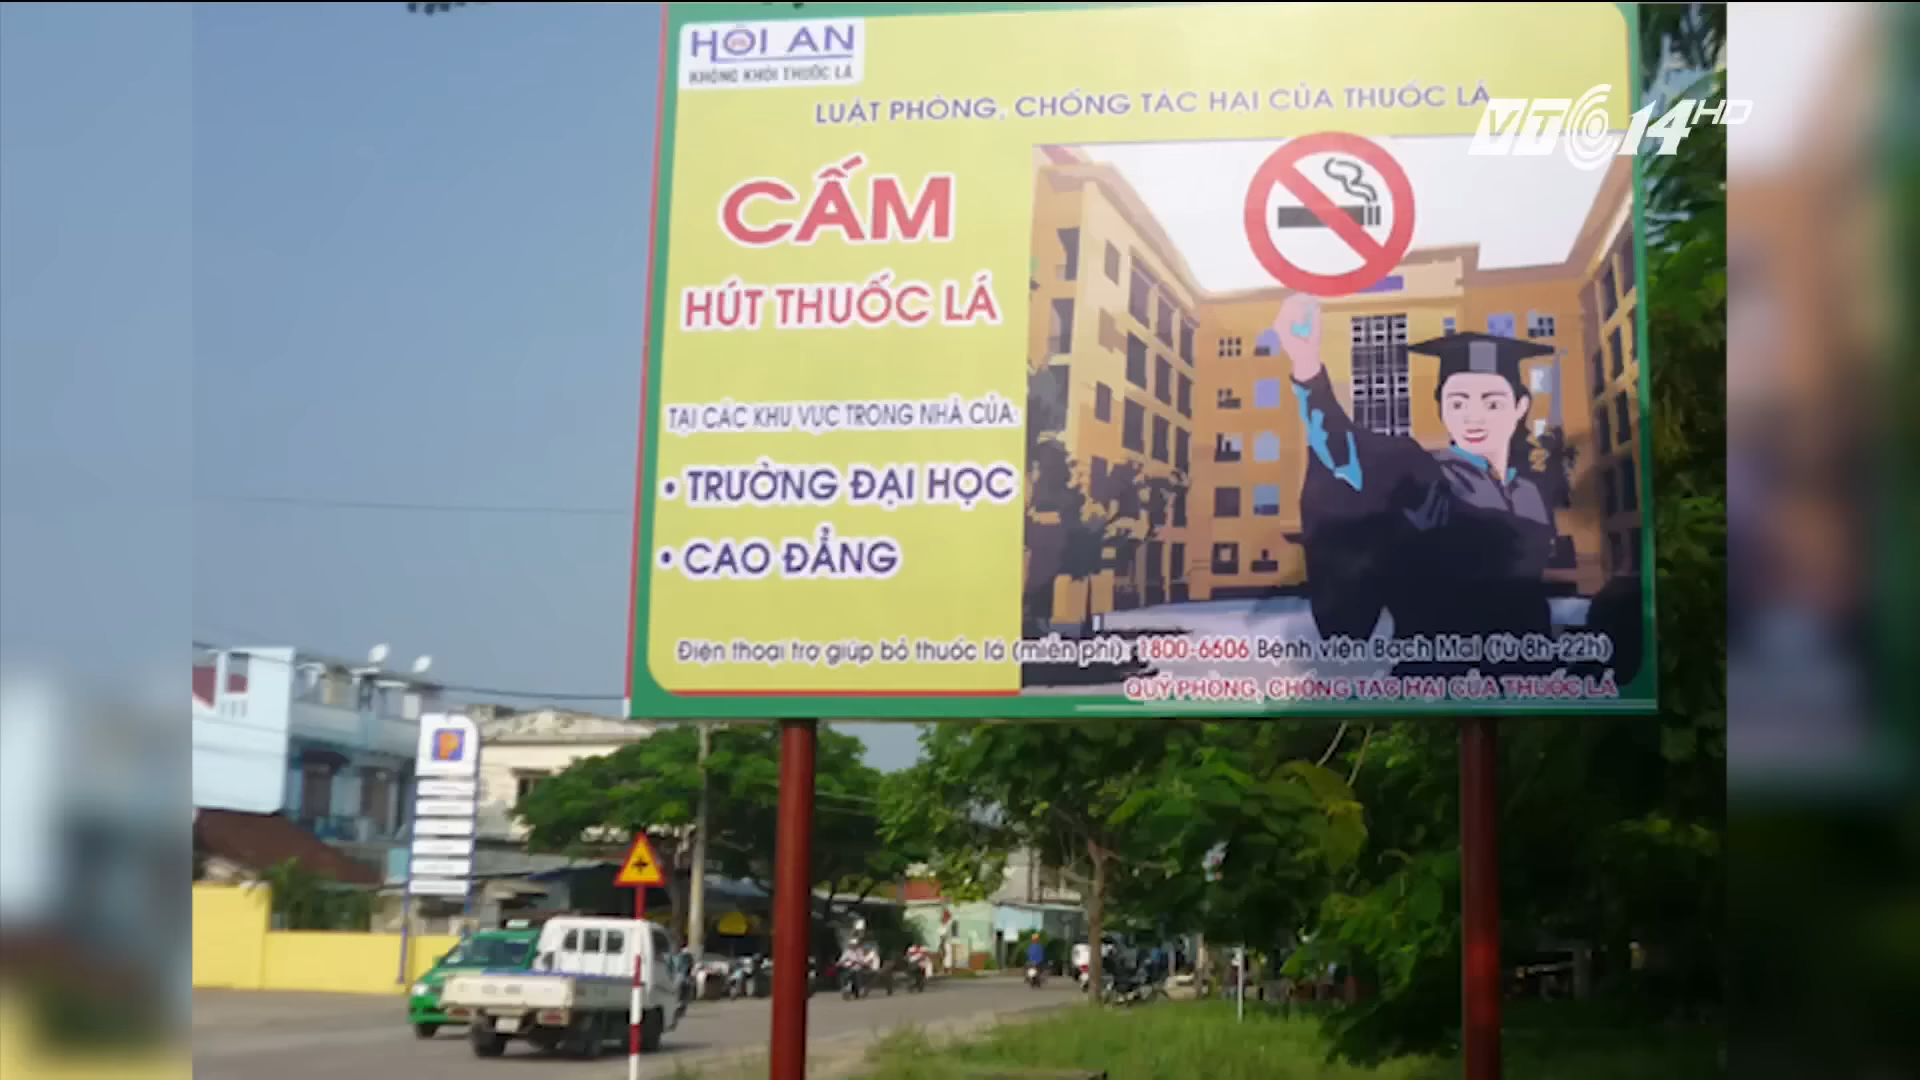 HỘI AN
KHÔNG KHÓI THUỐC LÁ
LUẬT PHÒNG, CHỐNG TÁC HẠI CỦA THUỐC LÁ
VTC14 HD
CẤM
HÚT THUỐC LÁ
TẠI CÁC KHU VỰC TRONG NHÀ CỦA:
• TRƯỜNG ĐẠI HỌC
• CAO ĐẲNG
Điện thoại trợ giúp bỏ thuốc lá (miễn phí) 1800-6606 Bệnh viện Bạch Mai (từ 8h-22h)
QUỸ PHÒNG, CHỐNG TÁC HẠI CỦA THUỐC LÁ